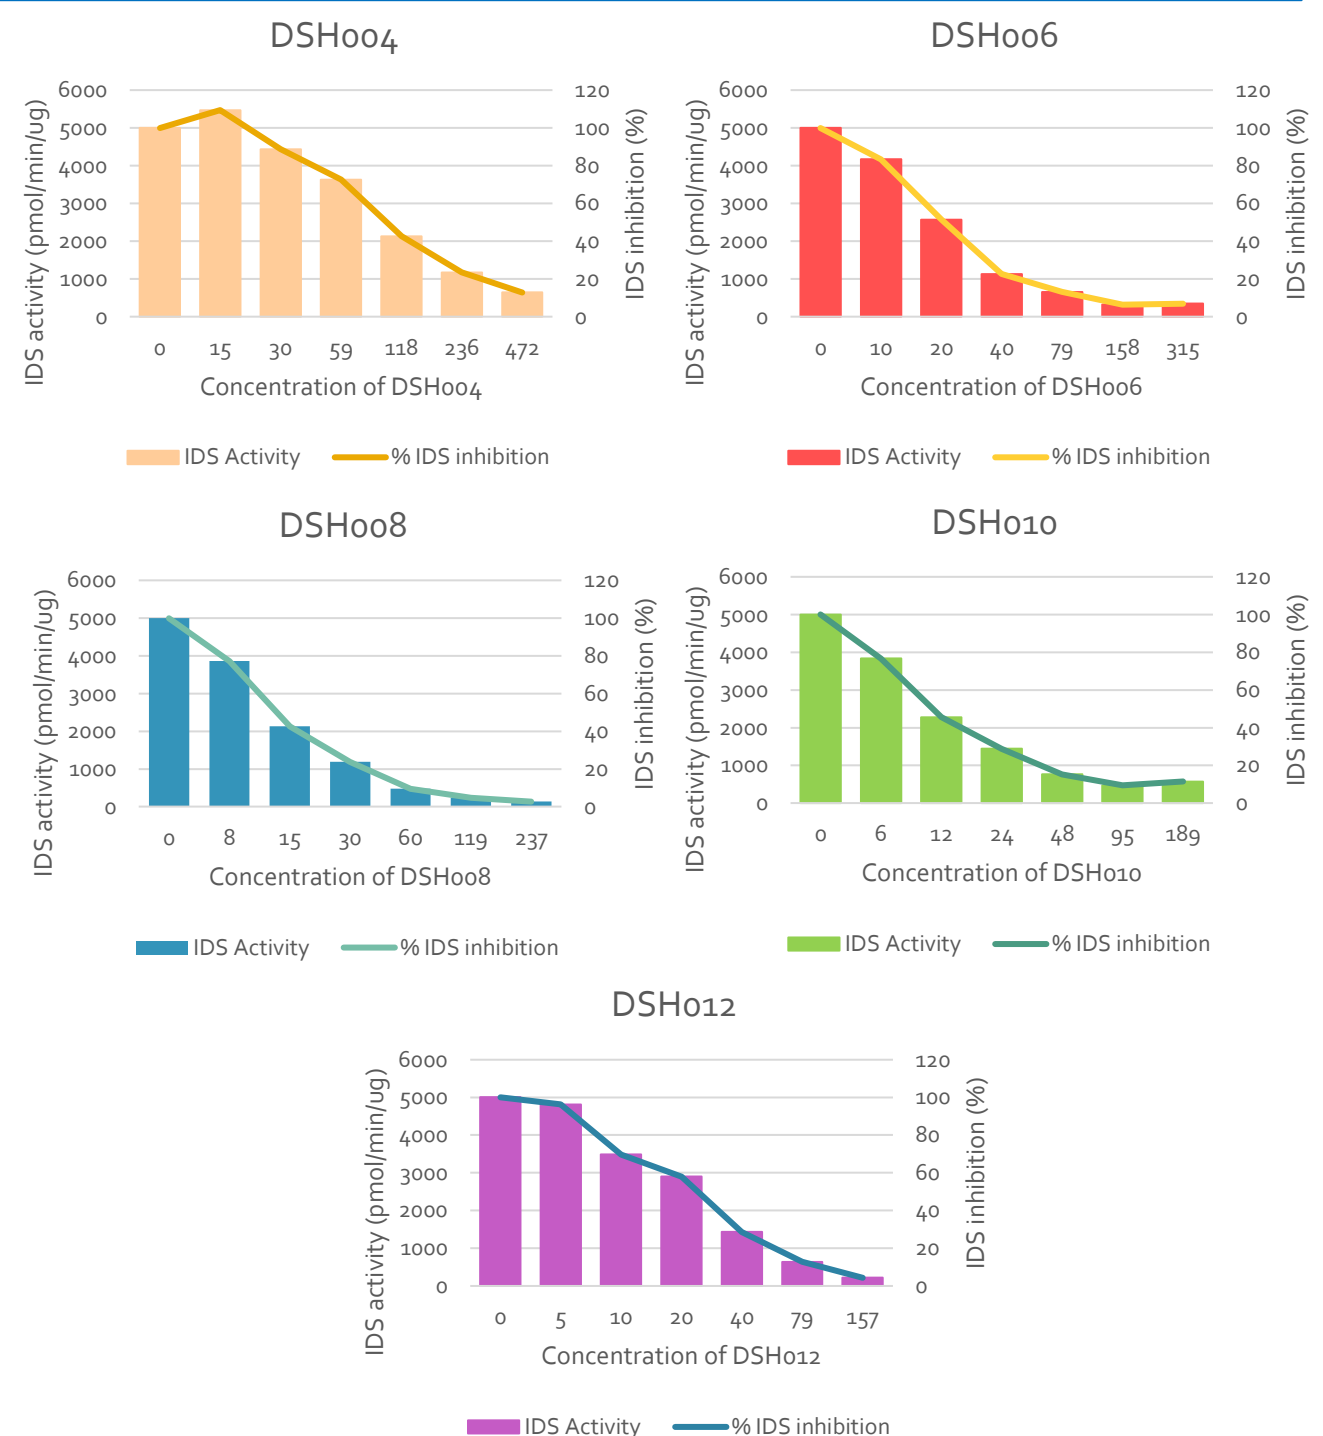 DSH004
IDS activity (pmol/min/ug)
6000
5000
4000
3000
2000
1000
0
120
100
80
60
40
20
0
IDS inhibition (%)
0 15 30 59 118 236 472
Concentration of DSH004
IDS Activity % IDS inhibition
DSH006
IDS activity (pmol/min/ug)
6000
5000
4000
3000
2000
1000
0
120
100
80
60
40
20
0
IDS inhibition (%)
0 10 20 40 79 158 315
Concentration of DSH006
IDS Activity % IDS inhibition
DSH008
IDS activity (pmol/min/ug)
6000
5000
4000
3000
2000
1000
0
120
100
80
60
40
20
0
IDS inhibition (%)
0 8 15 30 60 119 237
Concentration of DSH008
IDS Activity % IDS inhibition
DSH010
IDS activity (pmol/min/ug)
6000
5000
4000
3000
2000
1000
0
120
100
80
60
40
20
0
IDS inhibition (%)
0 6 12 24 48 95 189
Concentration of DSH010
IDS Activity % IDS inhibition
DSH012
IDS activity (pmol/min/ug)
6000
5000
4000
3000
2000
1000
0
120
100
80
60
40
20
0
IDS inhibition (%)
0 5 10 20 40 79 157
Concentration of DSH012
IDS Activity % IDS inhibition